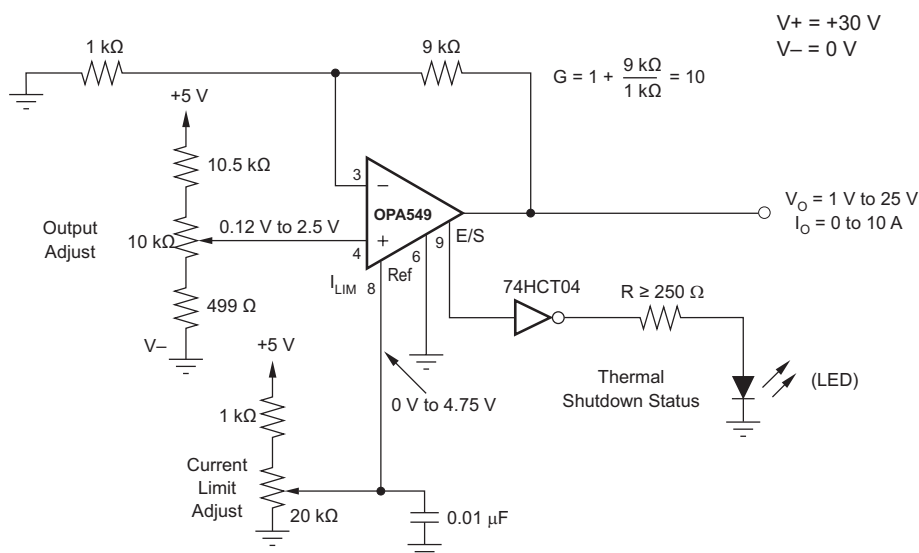 V+ = +30 V
V– = 0 V
1 kΩ
9 kΩ
G = 1 + 9 kΩ / 1 kΩ = 10
+5 V
10.5 kΩ
Output
Adjust
10 kΩ
0.12 V to 2.5 V
499 Ω
V–
3
–
OPA549
+
4
I_LIM
8
Ref
6
9
E/S
V_O = 1 V to 25 V
I_O = 0 to 10 A
74HCT04
R ≥ 250 Ω
Thermal
Shutdown Status
(LED)
+5 V
0 V to 4.75 V
1 kΩ
Current
Limit
Adjust
20 kΩ
0.01 μF